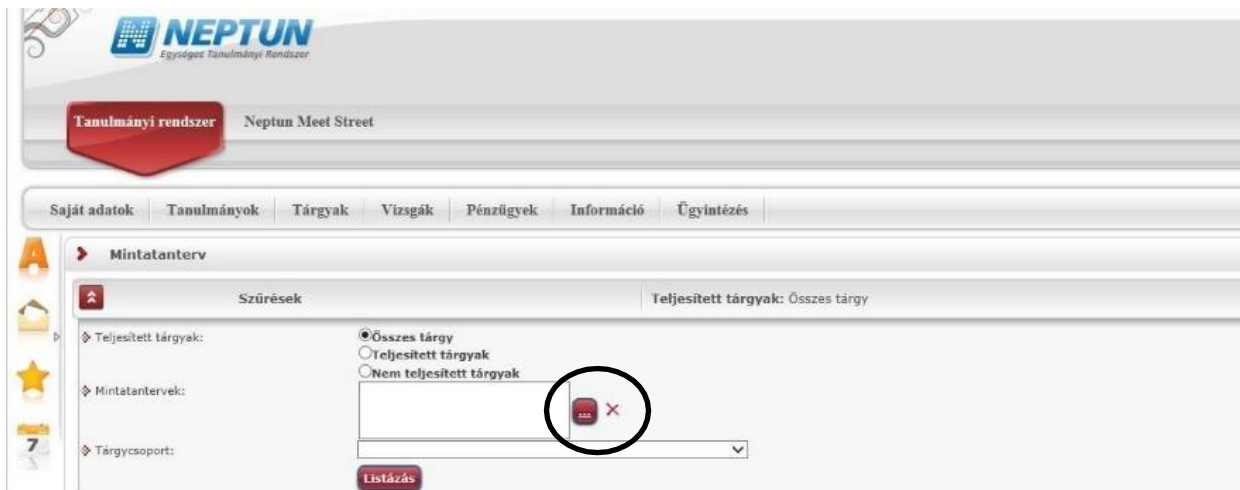 NEPTUN
Egységes Tanulmányi Rendszer
Tanulmányi rendszer Neptun Meet Street
Saját adatok Tanulmányok Tárgyak Vizsgák Pénzügyek Információ Ügyintézés
A
Mintatanterv
Szűrések Teljesített tárgyak: Összes tárgy
Teljesített tárgyak: Összes tárgy
Teljesített tárgyak
Nem teljesített tárgyak
Mintatantervek:
...
7
Tárgycsoport:
Listázás